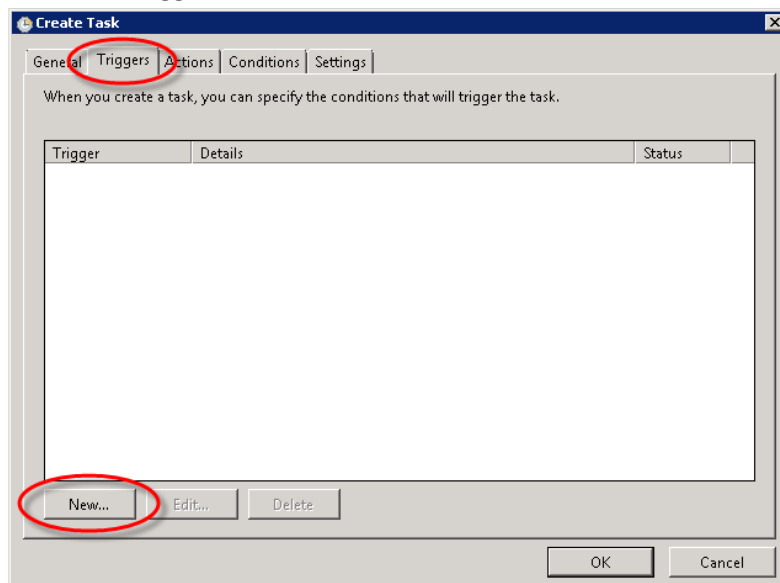 Create Task
General Triggers Actions Conditions Settings
When you create a task, you can specify the conditions that will trigger the task.
Trigger Details Status
New... Edit... Delete
OK Cancel